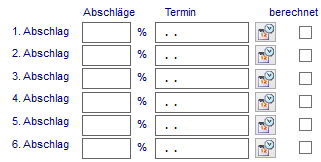 Abschläge Termin berechnet
1. Abschlag % . .
2. Abschlag % . .
3. Abschlag % . .
4. Abschlag % . .
5. Abschlag % . .
6. Abschlag % . .